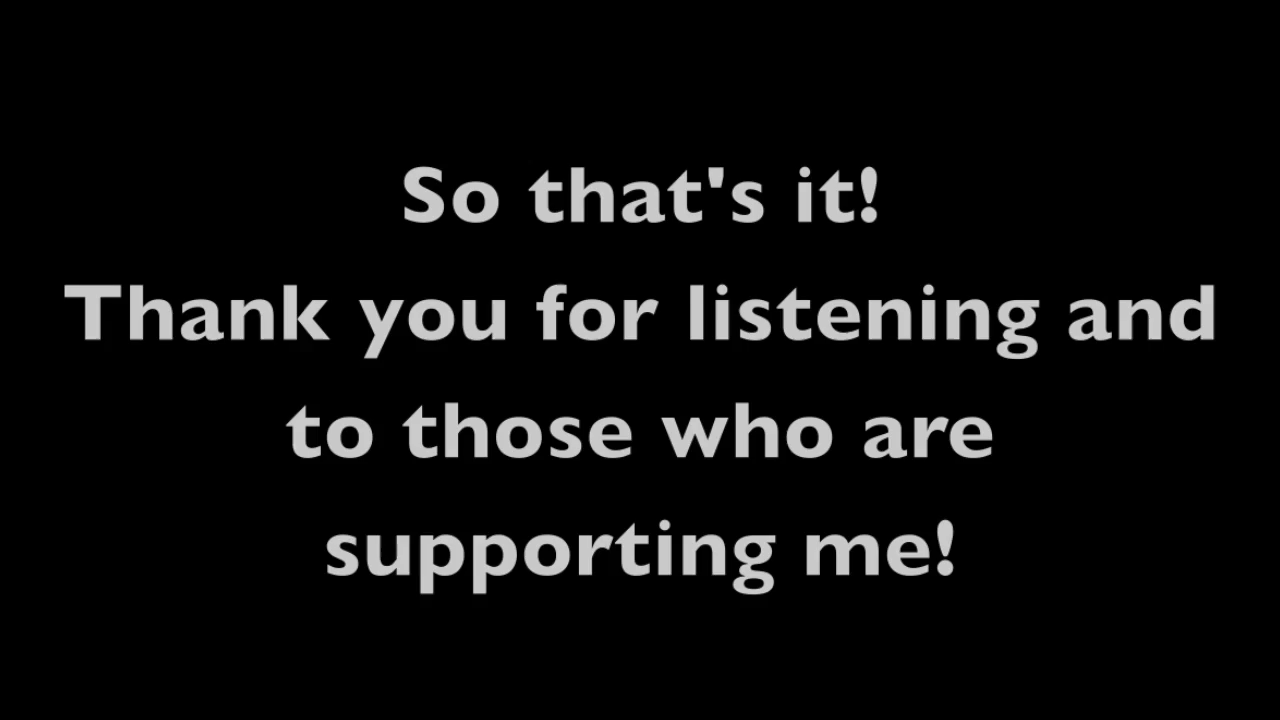 So that's it!
Thank you for listening and
to those who are
supporting me!